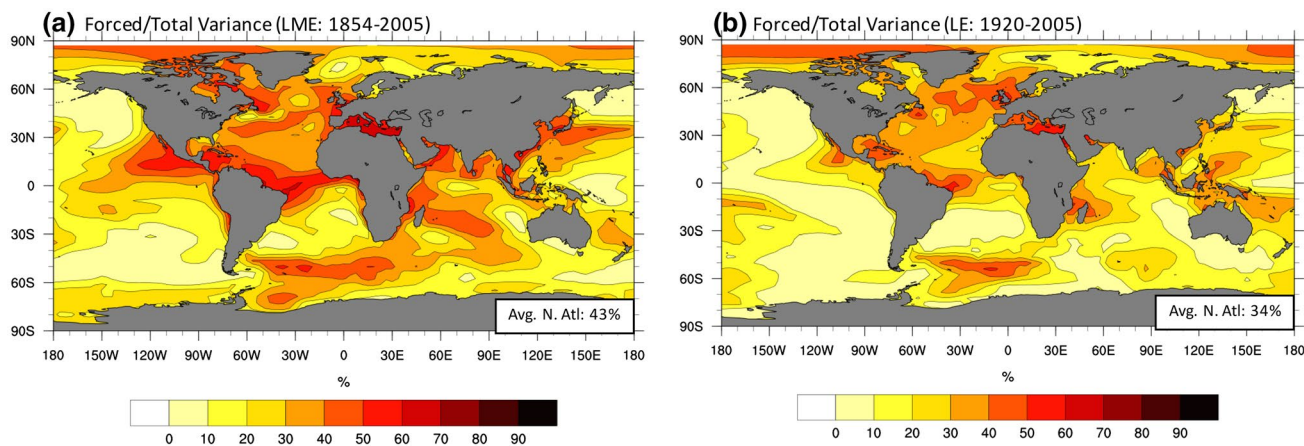 (a) Forced/Total Variance (LME: 1854-2005)
90N
60N
30N
0
30S
60S
90S
Avg. N. Atl: 43%
180 150W 120W 90W 60W 30W 0 30E 60E 90E 120E 150E 180
%
0 10 20 30 40 50 60 70 80 90
(b) Forced/Total Variance (LE: 1920-2005)
90N
60N
30N
0
30S
60S
90S
Avg. N. Atl: 34%
180 150W 120W 90W 60W 30W 0 30E 60E 90E 120E 150E 180
%
0 10 20 30 40 50 60 70 80 90